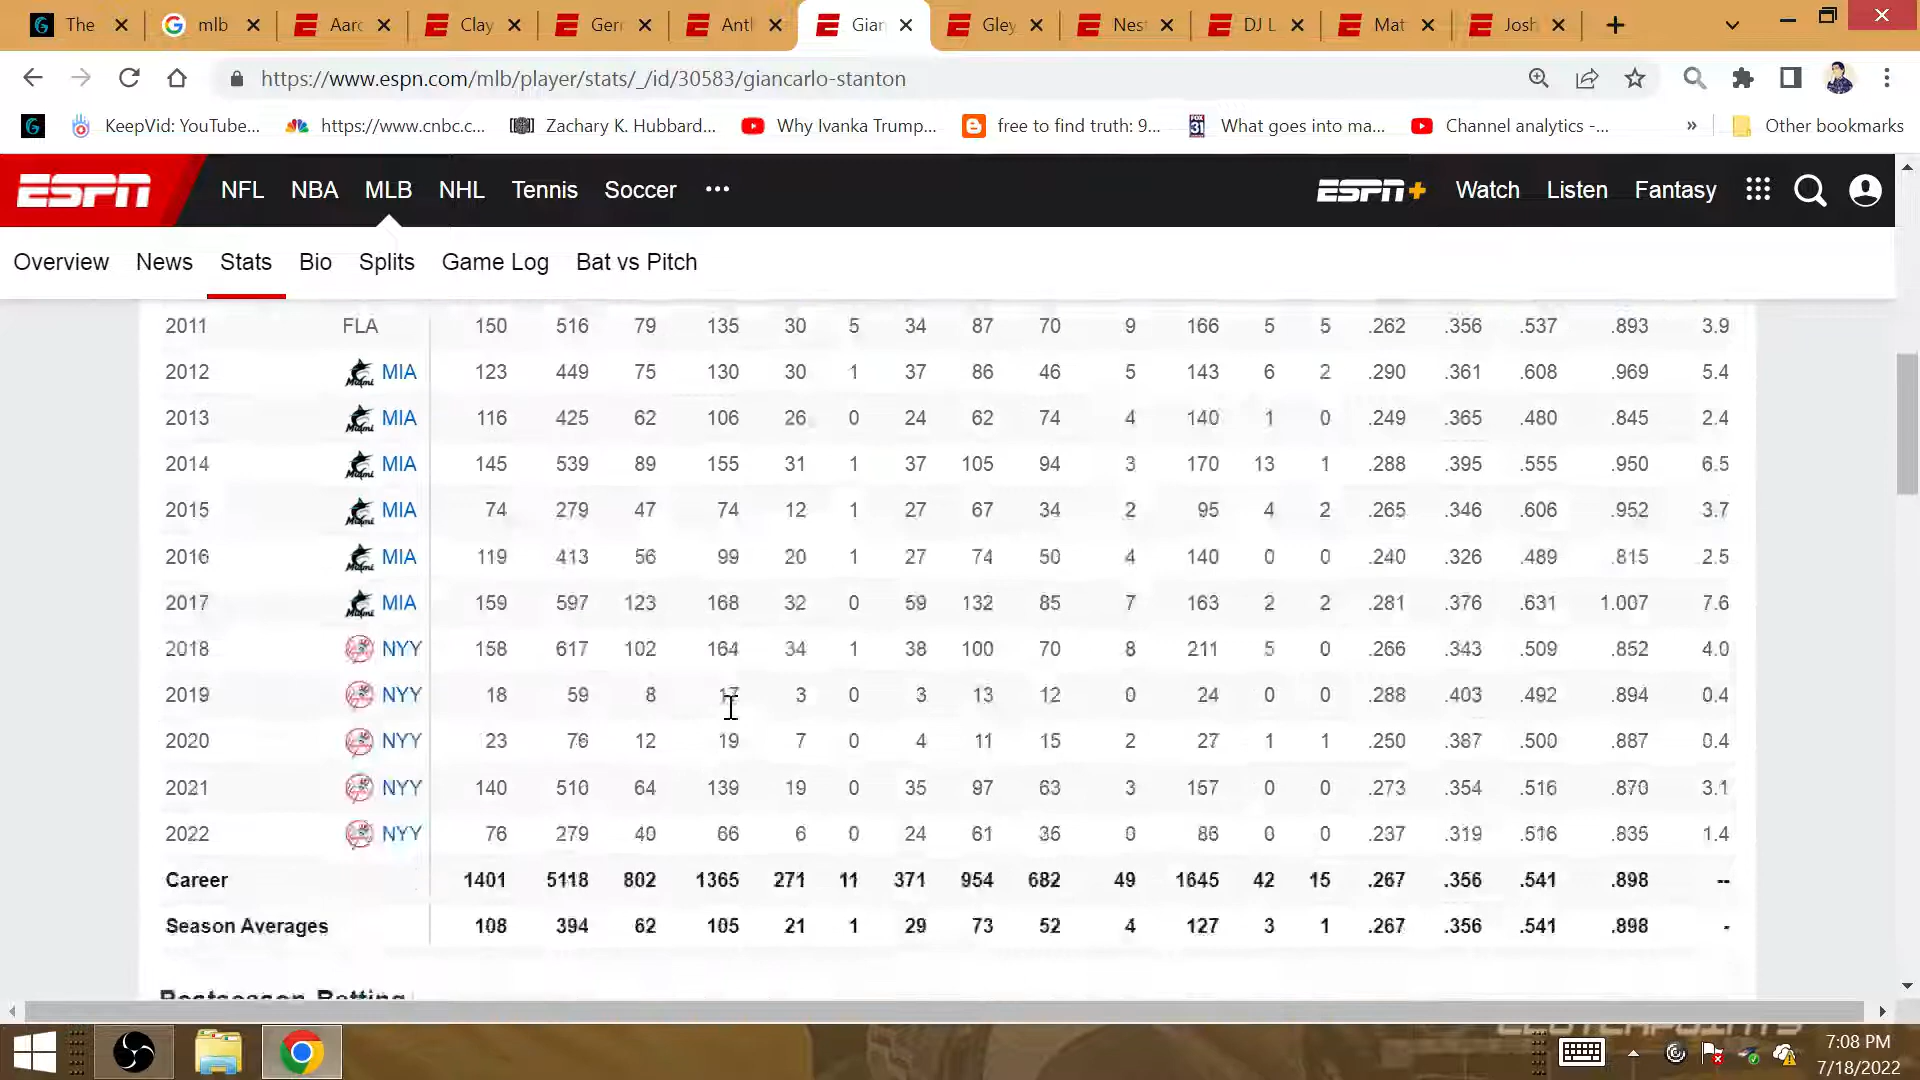 The mlb Aarc Clay Geri Antl Gian Gley Nest DJ L Mat Josh
https://www.espn.com/mlb/player/stats/_/id/30583/giancarlo-stanton
KeepVid: YouTube... https://www.cnbc.c... Zachary K. Hubbard... Why Ivanka Trump,... free to find truth: 9... What goes into ma... Channel analytics -... » Other bookmarks
ESPN NFL NBA MLB NHL Tennis Soccer ESPN+ Watch Listen Fantasy
Overview News Stats Bio Splits Game Log Bat vs Pitch
2011 FLA 150 516 79 135 30 5 34 87 70 9 166 5 5 .262 .356 .537 .893 3.9
2012 MIA 123 449 75 130 30 1 37 86 46 5 143 6 2 .290 .361 .608 .969 5.4
2013 MIA 116 425 62 106 26 0 24 62 74 4 140 1 0 .249 .365 .480 .845 2.4
2014 MIA 145 539 89 155 31 1 37 105 94 3 170 13 1 .288 .395 .555 .950 6.5
2015 MIA 74 279 47 74 12 1 27 67 34 2 95 4 2 .265 .346 .606 .952 3.7
2016 MIA 119 413 56 99 20 1 27 74 50 4 140 0 0 .240 .326 .489 .815 2.5
2017 MIA 159 597 123 168 32 0 59 132 85 7 163 2 2 .281 .376 .631 1.007 7.6
2018 NYY 158 617 102 164 34 1 38 100 70 8 211 5 0 .266 .343 .509 .852 4.0
2019 NYY 18 59 8 17 3 0 3 13 12 0 24 0 0 .288 .403 .492 .894 0.4
2020 NYY 23 76 12 19 7 0 4 11 15 2 27 1 1 .250 .387 .500 .887 0.4
2021 NYY 140 510 64 139 19 0 35 97 63 3 157 0 0 .273 .354 .516 .870 3.1
2022 NYY 76 279 40 66 6 0 24 61 36 0 86 0 0 .237 .319 .516 .835 1.4
Career 1401 5118 802 1365 271 11 371 954 682 49 1645 42 15 .267 .356 .541 .898 --
Season Averages 108 394 62 105 21 1 29 73 52 4 127 3 1 .267 .356 .541 .898 -
Postseason Batting
CLUTCHPOINTS
7:08 PM
7/18/2022